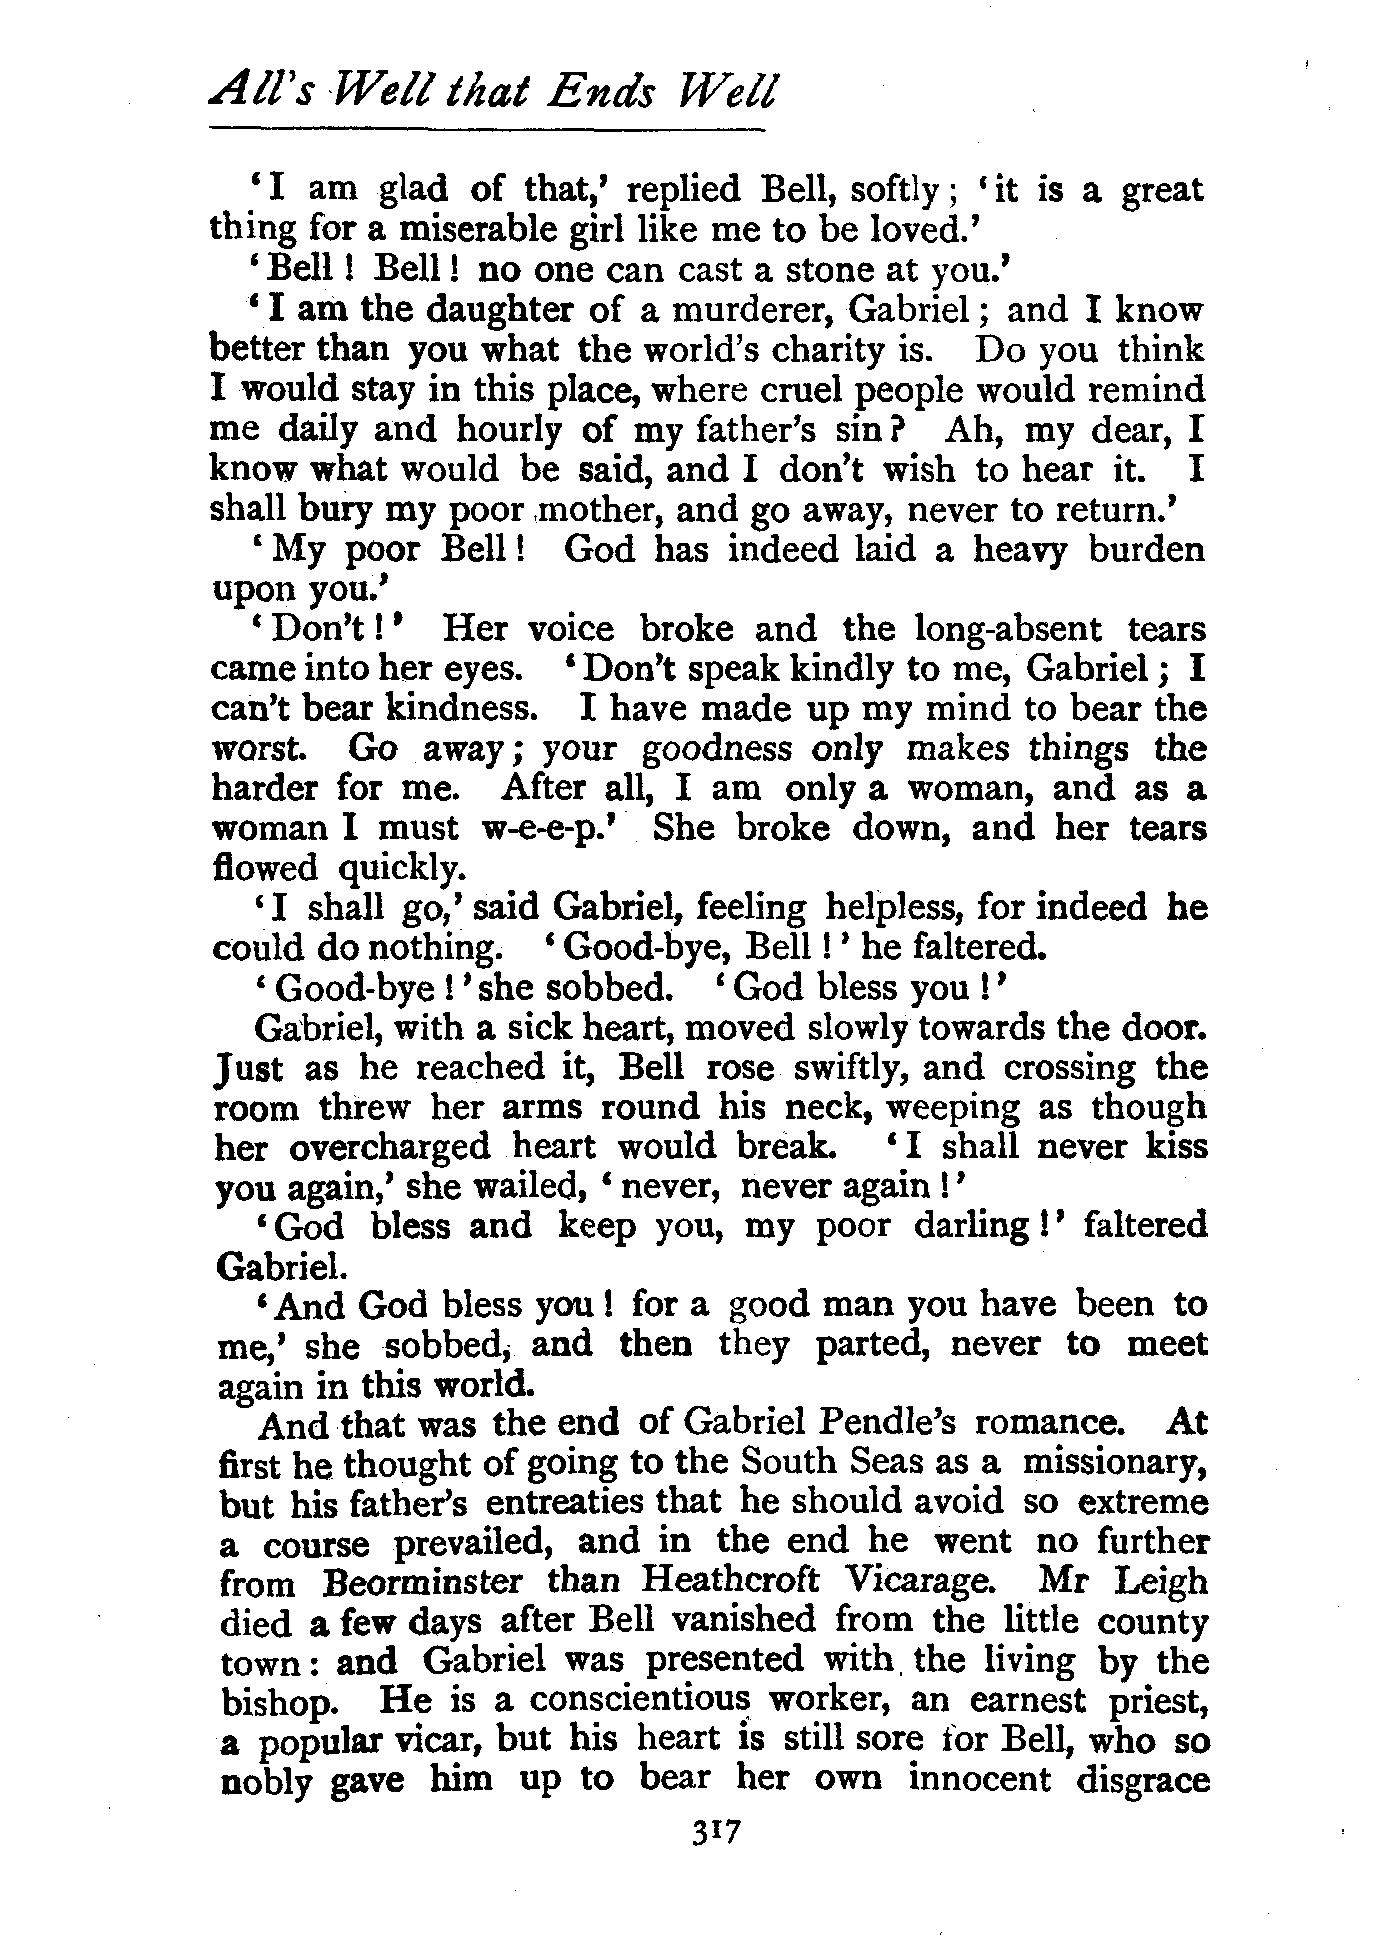 All's Well that Ends Well
'I am glad of that,' replied Bell, softly; 'it is a great
thing for a miserable girl like me to be loved.'
'Bell! Bell! no one can cast a stone at you.'
'I am the daughter of a murderer, Gabriel; and I know
better than you what the world's charity is. Do you think
I would stay in this place, where cruel people would remind
me daily and hourly of my father's sin? Ah, my dear, I
know what would be said, and I don't wish to hear it. I
shall bury my poor mother, and go away, never to return.'
'My poor Bell! God has indeed laid a heavy burden
upon you.'
'Don't!' Her voice broke and the long-absent tears
came into her eyes. 'Don't speak kindly to me, Gabriel; I
can't bear kindness. I have made up my mind to bear the
worst. Go away; your goodness only makes things the
harder for me. After all, I am only a woman, and as a
woman I must w-e-e-p.' She broke down, and her tears
flowed quickly.
'I shall go,' said Gabriel, feeling helpless, for indeed he
could do nothing. 'Good-bye, Bell!' he faltered.
'Good-bye!' she sobbed. 'God bless you!'
Gabriel, with a sick heart, moved slowly towards the door.
Just as he reached it, Bell rose swiftly, and crossing the
room threw her arms round his neck, weeping as though
her overcharged heart would break. 'I shall never kiss
you again,' she wailed, 'never, never again!'
'God bless and keep you, my poor darling!' faltered
Gabriel.
'And God bless you! for a good man you have been to
me,' she sobbed, and then they parted, never to meet
again in this world.
And that was the end of Gabriel Pendle's romance. At
first he thought of going to the South Seas as a missionary,
but his father's entreaties that he should avoid so extreme
a course prevailed, and in the end he went no further
from Beorminster than Heathcroft Vicarage. Mr Leigh
died a few days after Bell vanished from the little county
town: and Gabriel was presented with the living by the
bishop. He is a conscientious worker, an earnest priest,
a popular vicar, but his heart is still sore for Bell, who so
nobly gave him up to bear her own innocent disgrace
317